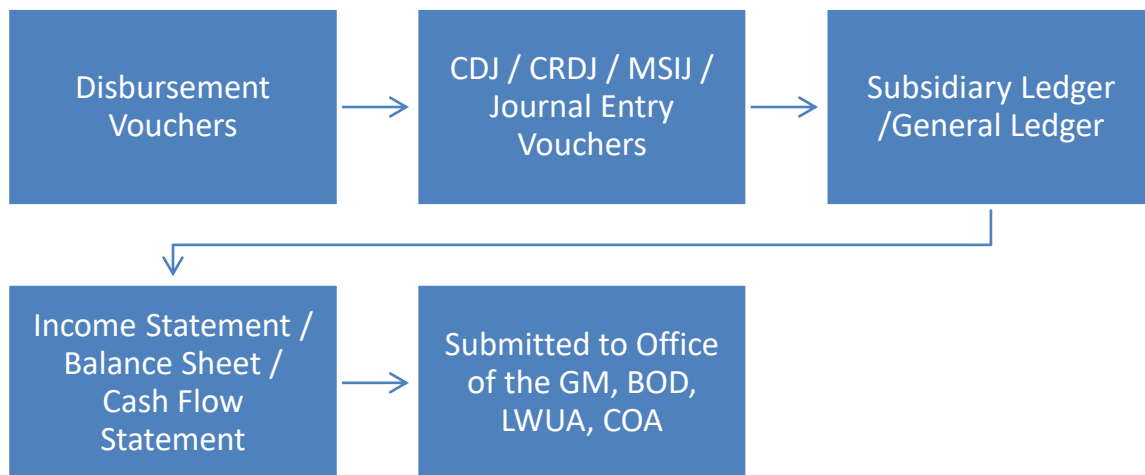 Disbursement
Vouchers
CDJ / CRDJ / MSIJ /
Journal Entry
Vouchers
Subsidiary Ledger
/General Ledger
Income Statement /
Balance Sheet /
Cash Flow
Statement
Submitted to Office
of the GM, BOD,
LWUA, COA